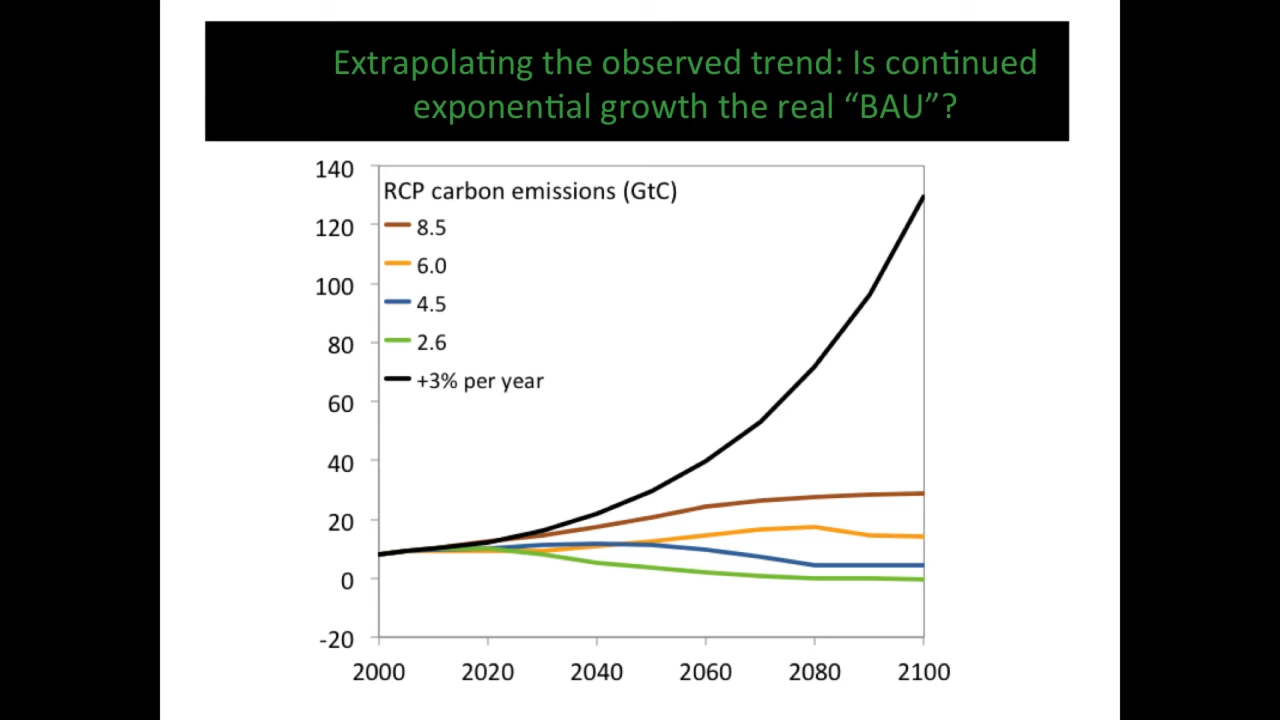 Extrapolating the observed trend: Is continued
exponential growth the real “BAU”?
140
120
100
80
60
40
20
0
-20
RCP carbon emissions (GtC)
8.5
6.0
4.5
2.6
+3% per year
2000 2020 2040 2060 2080 2100